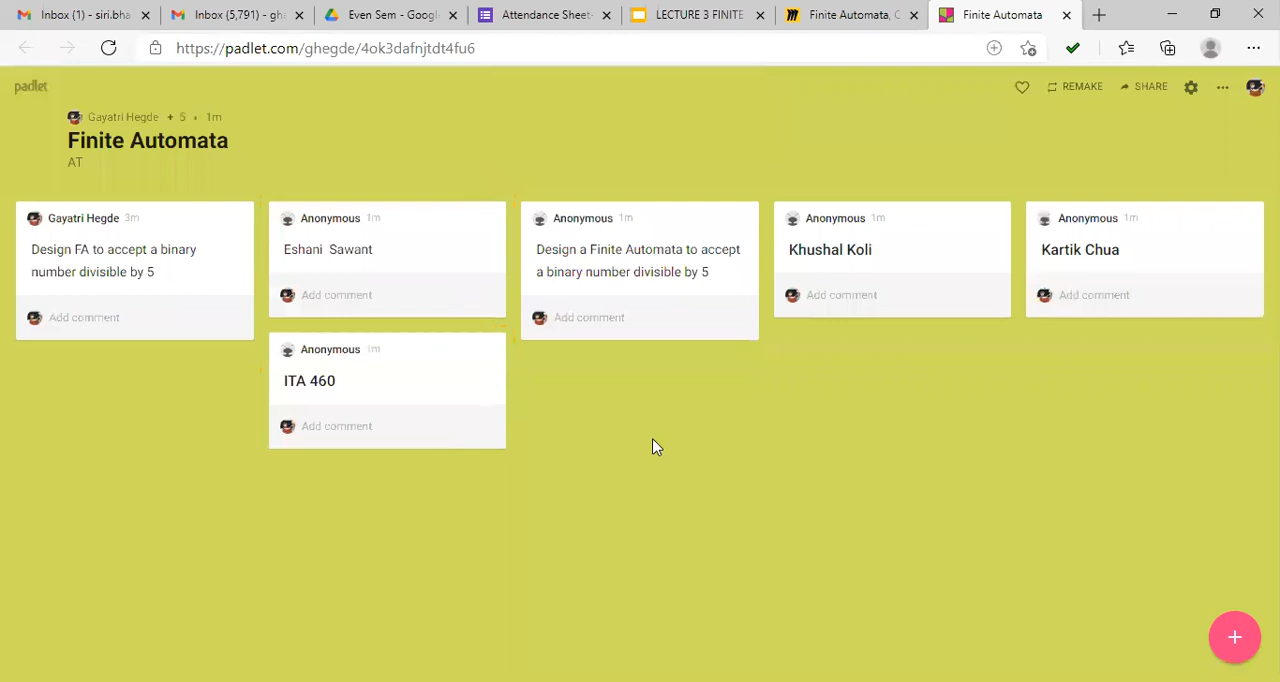 Inbox (1) - siri.bha
Inbox (5,791) - ghe
Even Sem - Googl
Attendance Sheet-
LECTURE 3 FINITE
Finite Automata, C
Finite Automata
https://padlet.com/ghegde/4ok3dafnjtdt4fu6
padlet
REMAKE
SHARE
Gayatri Hegde + 5 • 1m
Finite Automata
AT
Gayatri Hegde 3m
Design FA to accept a binary
number divisible by 5
Add comment
Anonymous 1m
Eshani Sawant
Add comment
Anonymous 1m
ITA 460
Add comment
Anonymous 1m
Design a Finite Automata to accept
a binary number divisible by 5
Add comment
Anonymous 1m
Khushal Koli
Add comment
Anonymous 1m
Kartik Chua
Add comment